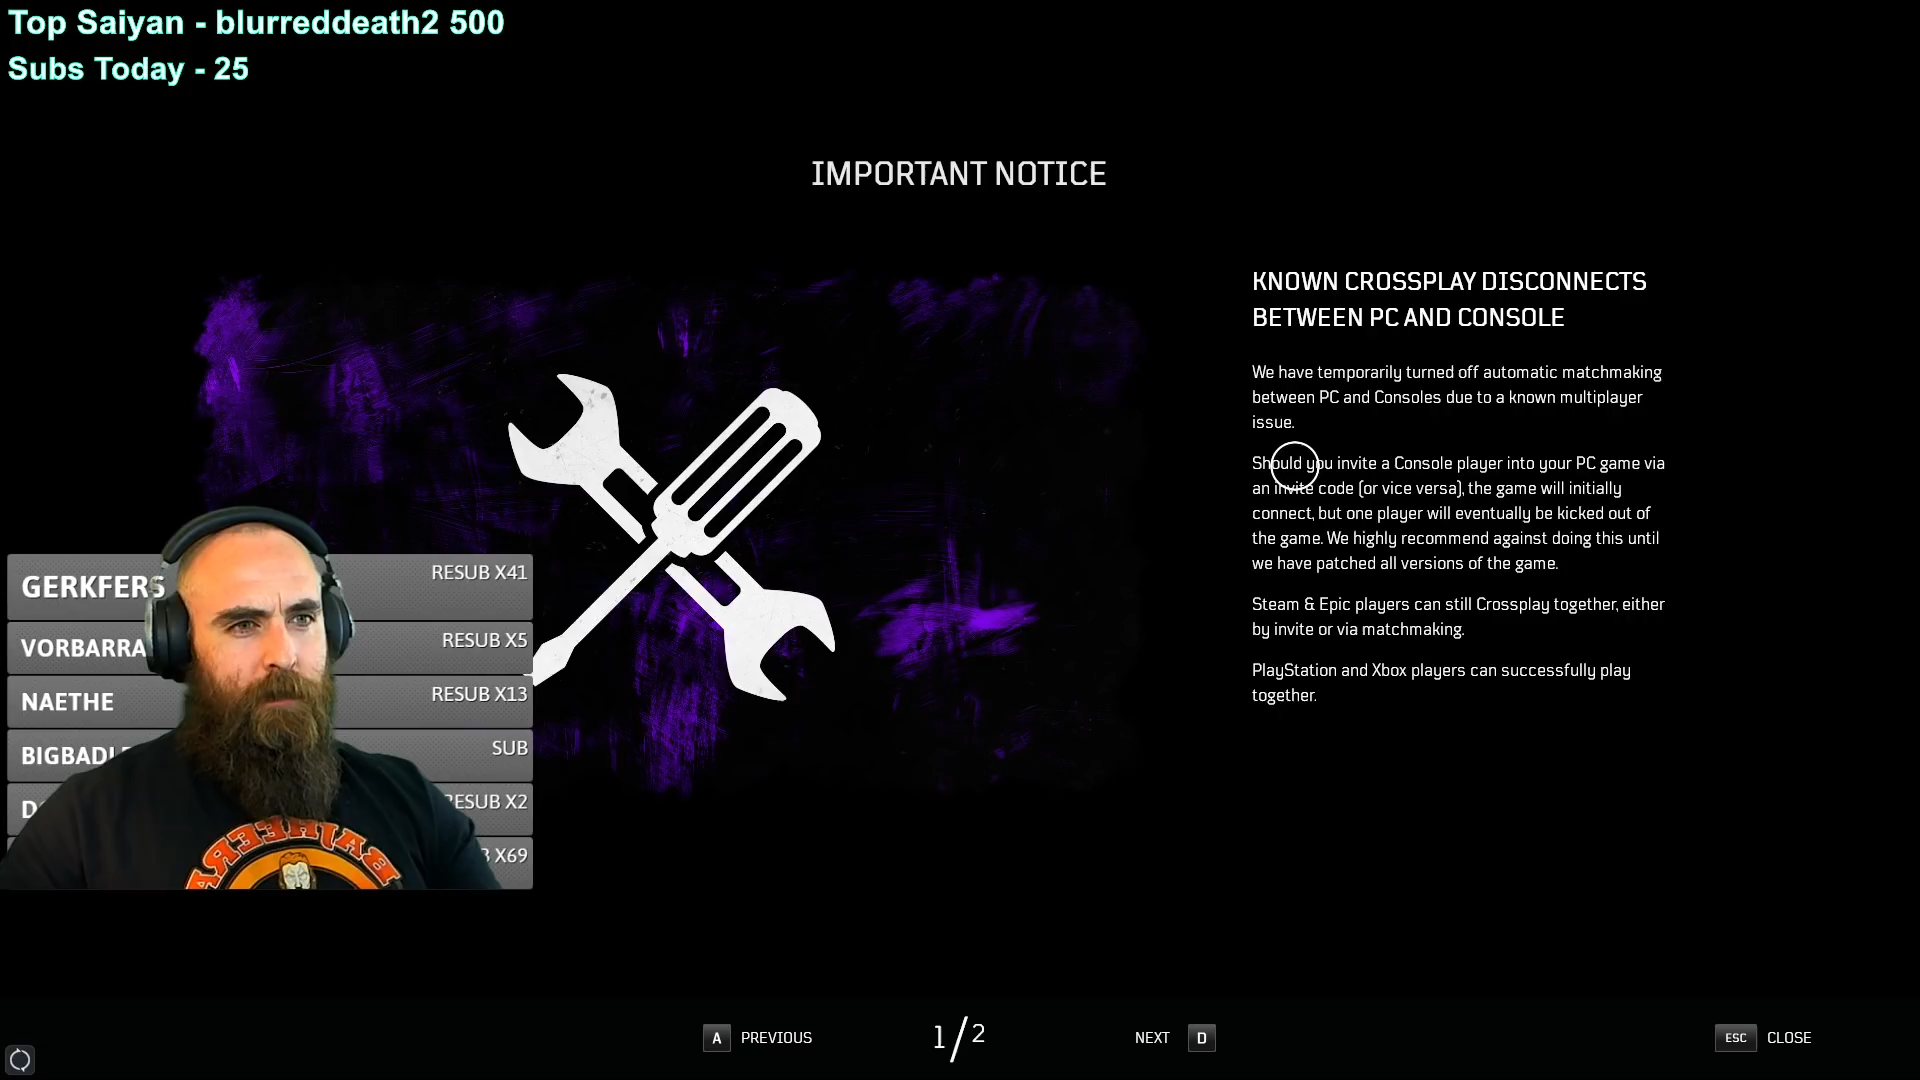 Top Saiyan - blurreddeath2 500
Subs Today - 25
IMPORTANT NOTICE
KNOWN CROSSPLAY DISCONNECTS
BETWEEN PC AND CONSOLE
We have temporarily turned off automatic matchmaking
between PC and Consoles due to a known multiplayer
issue.
Should you invite a Console player into your PC game via
an invite code (or vice versa), the game will initially
connect, but one player will eventually be kicked out of
the game. We highly recommend against doing this until
we have patched all versions of the game.
Steam & Epic players can still Crossplay together, either
by invite or via matchmaking.
PlayStation and Xbox players can successfully play
together.
GERKFERS RESUB X41
VORBARRA RESUB X5
NAETHE RESUB X13
SUB
RESUB X2
X69
A PREVIOUS 1/2 NEXT D
ESC CLOSE